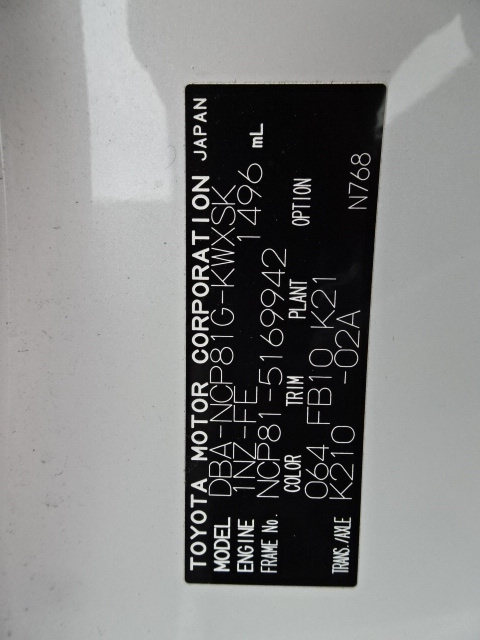 TOYOTA MOTOR CORPORATION JAPAN
MODEL DBA-NCP81G-KWXSK
ENGINE 1NZ-FE 1496 mL
FRAME No. NCP81-5169942
COLOR TRIM PLANT OPTION
064 FB10 K21
TRANS./AXLE K210 -02A N768